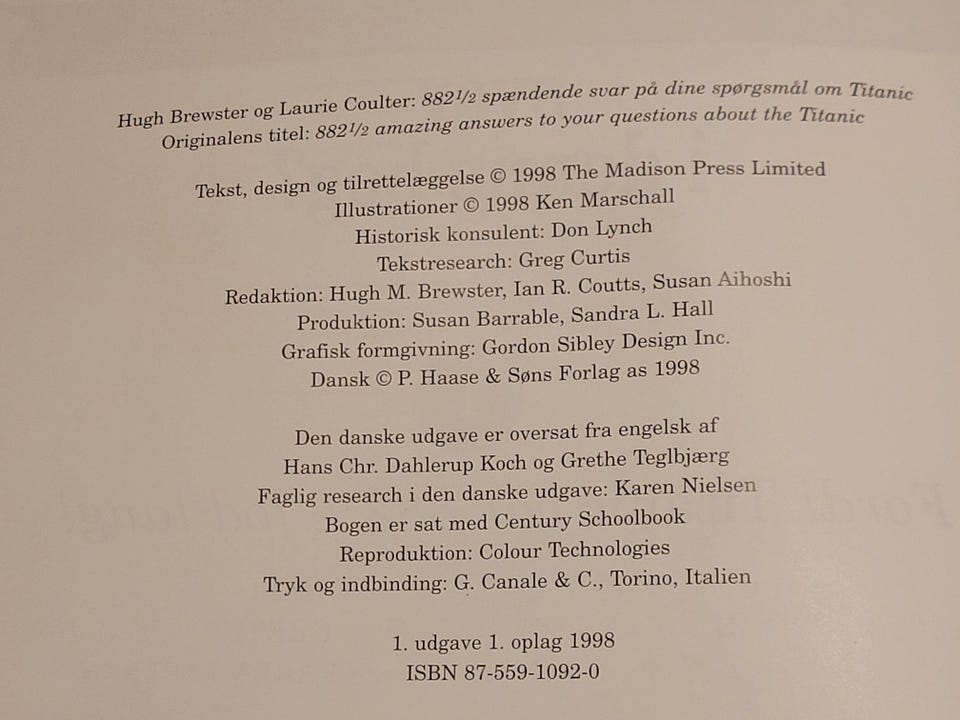 Hugh Brewster og Laurie Coulter: 882 1/2 spændende svar på dine spørgsmål om Titanic
Originalens titel: 882 1/2 amazing answers to your questions about the Titanic
Tekst, design og tilrettelæggelse © 1998 The Madison Press Limited
Illustrationer © 1998 Ken Marschall
Historisk konsulent: Don Lynch
Tekstresearch: Greg Curtis
Redaktion: Hugh M. Brewster, Ian R. Coutts, Susan Aihoshi
Produktion: Susan Barrable, Sandra L. Hall
Grafisk formgivning: Gordon Sibley Design Inc.
Dansk © P. Haase & Søns Forlag as 1998
Den danske udgave er oversat fra engelsk af
Hans Chr. Dahlerup Koch og Grethe Teglbjærg
Faglig research i den danske udgave: Karen Nielsen
Bogen er sat med Century Schoolbook
Reproduktion: Colour Technologies
Tryk og indbinding: G. Canale & C., Torino, Italien
1. udgave 1. oplag 1998
ISBN 87-559-1092-0